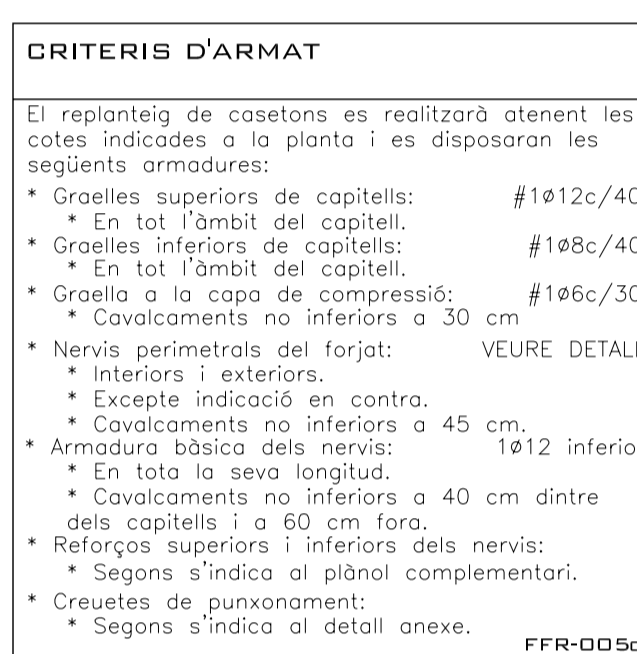 CRITERIS D'ARMAT
El replanteig de casetons es realitzarà atenent les
cotes indicades a la planta i es disposaran les
següents armadures:
* Graelles superiors de capitells: #1ø12c/40
* En tot l'àmbit del capitell.
* Graelles inferiors de capitells: #1ø8c/40
* En tot l'àmbit del capitell.
* Graella a la capa de compressió: #1ø6c/30
* Cavalcaments no inferiors a 30 cm
* Nervis perimetrals del forjat: VEURE DETALL
* Interiors i exteriors.
* Excepte indicació en contra.
* Cavalcaments no inferiors a 45 cm.
* Armadura bàsica dels nervis: 1ø12 inferio
* En tota la seva longitud.
* Cavalcaments no inferiors a 40 cm dintre
dels capitells i a 60 cm fora.
* Reforços superiors i inferiors dels nervis:
* Segons s'indica al plànol complementari.
* Creuetes de punxonament:
* Segons s'indica al detall anexe.
FFR-005c